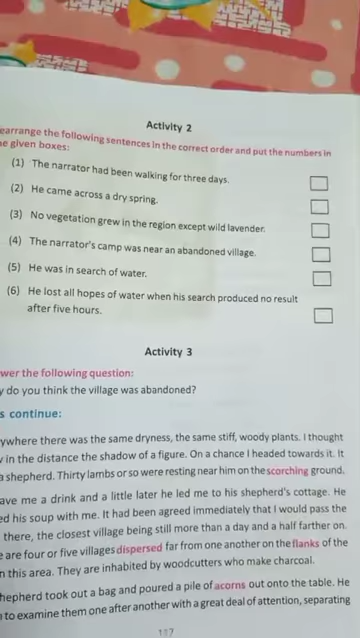 Activity 2
earrange the following sentences in the correct order and put the numbers in
e given boxes:
(1) The narrator had been walking for three days.
(2) He came across a dry spring.
(3) No vegetation grew in the region except wild lavender.
(4) The narrator's camp was near an abandoned village.
(5) He was in search of water.
(6) He lost all hopes of water when his search produced no result
after five hours.
Activity 3
wer the following question:
y do you think the village was abandoned?
s continue:
ywhere there was the same dryness, the same stiff, woody plants. I thought
in the distance the shadow of a figure. On a chance I headed towards it. It
a shepherd. Thirty lambs or so were resting near him on the scorching ground.
ave me a drink and a little later he led me to his shepherd's cottage. He
ed his soup with me. It had been agreed immediately that I would pass the
there, the closest village being still more than a day and a half farther on.
e are four or five villages dispersed far from one another on the flanks of the
n this area. They are inhabited by woodcutters who make charcoal.
hepherd took out a bag and poured a pile of acorns out onto the table. He
to examine them one after another with a great deal of attention, separating